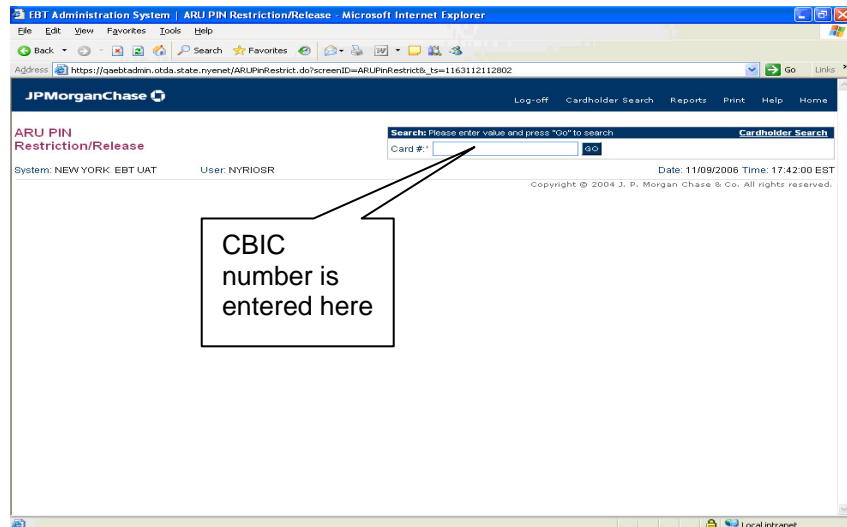 EBT Administration System | ARU PIN Restriction/Release - Microsoft Internet Explorer
File Edit View Favorites Tools Help
Back Search Favorites
Address https://qaebtadmin.otda.state.nyenet/ARUPinRestrict.do?screenID=ARUPinRestrict&_ts=1163112112802 Go Links
JPMorganChase Log-off Cardholder Search Reports Print Help Home
ARU PIN
Restriction/Release
Search: Please enter value and press "Go" to search Cardholder Search
Card #:* GO
System: NEW YORK EBT UAT User: NYRIOSR Date: 11/09/2006 Time: 17:42:00 EST
Copyright © 2004 J. P. Morgan Chase & Co. All rights reserved.
CBIC
number is
entered here
Local intranet